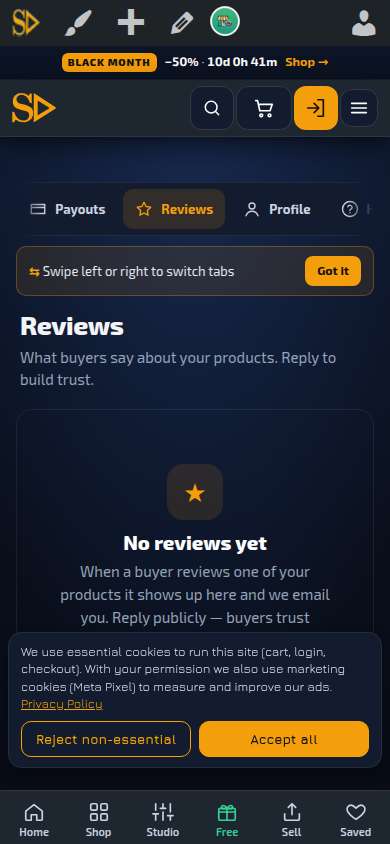 BLACK MONTH −50% · 10d 0h 41m Shop →
Payouts Reviews Profile
⇆ Swipe left or right to switch tabs Got it
Reviews
What buyers say about your products. Reply to
build trust.
No reviews yet
When a buyer reviews one of your
products it shows up here and we email
you. Reply publicly — buyers trust
We use essential cookies to run this site (cart, login,
checkout). With your permission we also use marketing
cookies (Meta Pixel) to measure and improve our ads.
Privacy Policy
Reject non-essential Accept all
Home Shop Studio Free Sell Saved